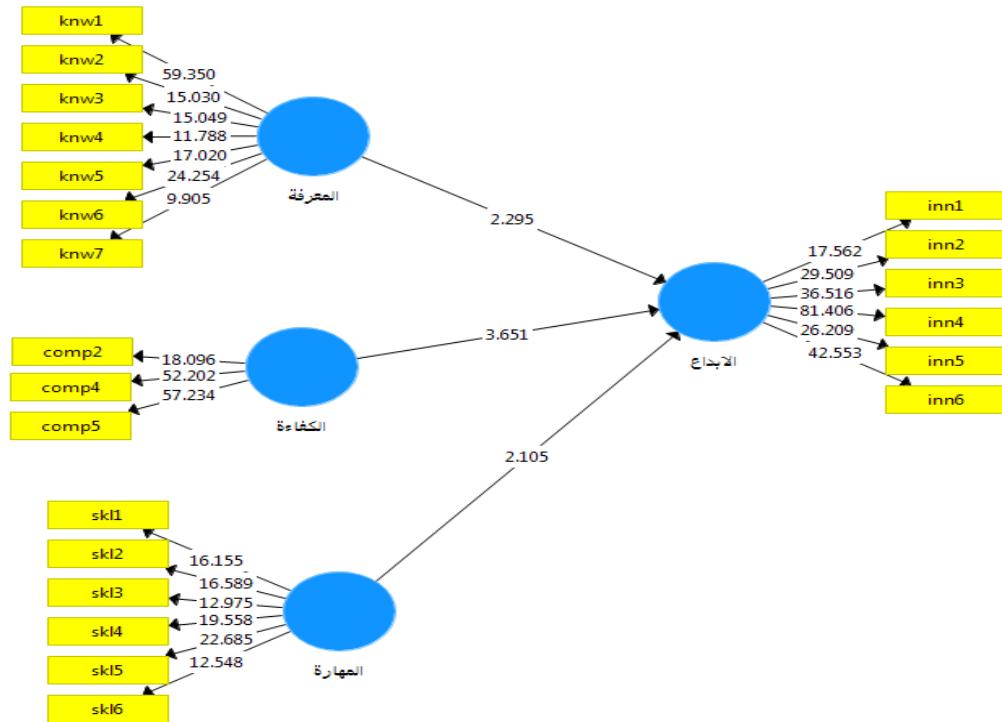 knw1
knw2
knw3
knw4
knw5
knw6
knw7
59.350
15.030
15.049
11.788
17.020
24.254
9.905
المعرفة
2.295
comp2
comp4
comp5
18.096
52.202
57.234
الكفاءة
3.651
skl1
skl2
skl3
skl4
skl5
skl6
16.155
16.589
12.975
19.558
22.685
12.548
المهارة
2.105
الابداع
17.562
29.509
36.516
81.406
26.209
42.553
inn1
inn2
inn3
inn4
inn5
inn6